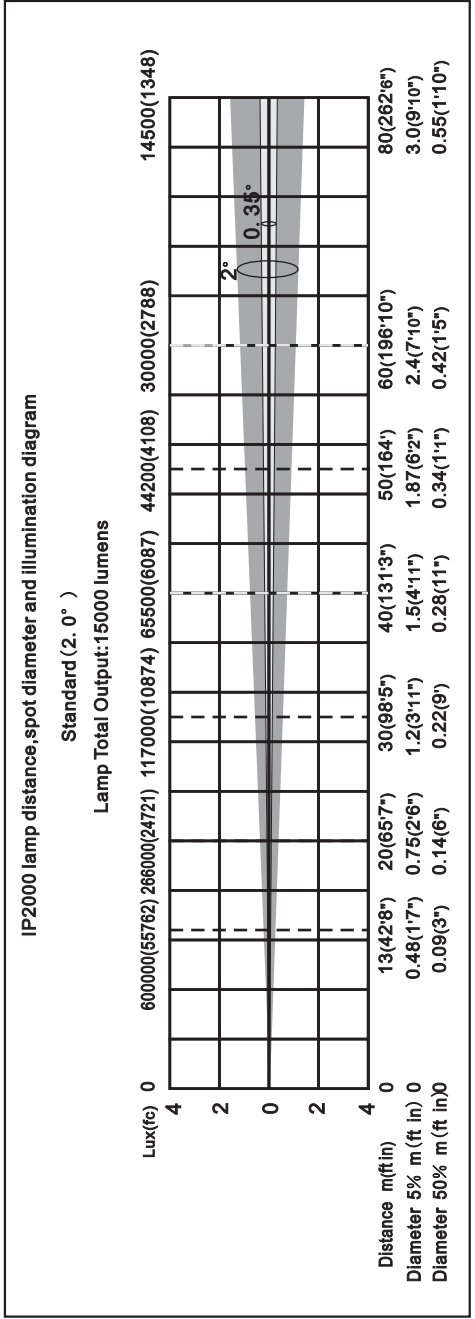 IP2000 lamp distance,spot diameter and illumination diagram
Standard(2. 0° )
Lamp Total Output:15000 lumens
Lux(fc) 0 600000(55762) 266000(24721) 117000(10874) 65500(6087) 44200(4108) 30000(2788) 14500(1348)
4
2
0
2
4
2°
0. 35°
Distance m(ftin) 0 13(42'8") 20(65'7") 30(98'5") 40(131'3") 50(164') 60(196'10") 80(262'6")
Diameter 5% m(ft in) 0 0.48(1'7") 0.75(2'6") 1.2(3'11") 1.5(4'11") 1.87(6'2") 2.4(7'10") 3.0(9'10")
Diameter 50% m(ft in)0 0.09(3") 0.14(6") 0.22(9') 0.28(11") 0.34(1'1") 0.42(1'5") 0.55(1'10")